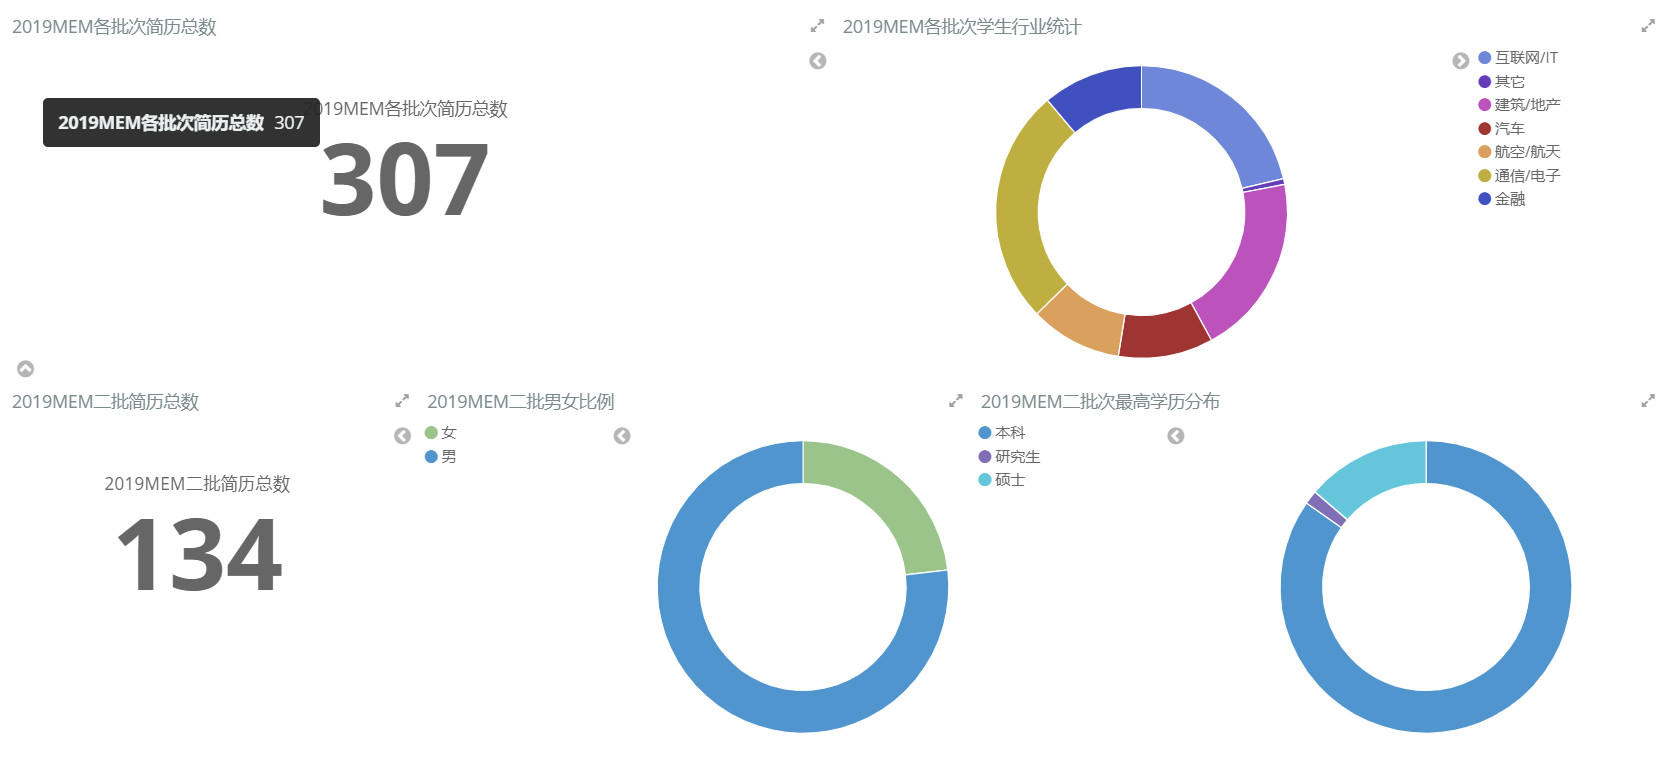 2019MEM各批次简历总数
2019MEM各批次简历总数 307
2019MEM各批次简历总数
307
2019MEM各批次学生行业统计
互联网/IT
其它
建筑/地产
汽车
航空/航天
通信/电子
金融
2019MEM二批简历总数
2019MEM二批简历总数
134
2019MEM二批男女比例
女
男
2019MEM二批次最高学历分布
本科
研究生
硕士